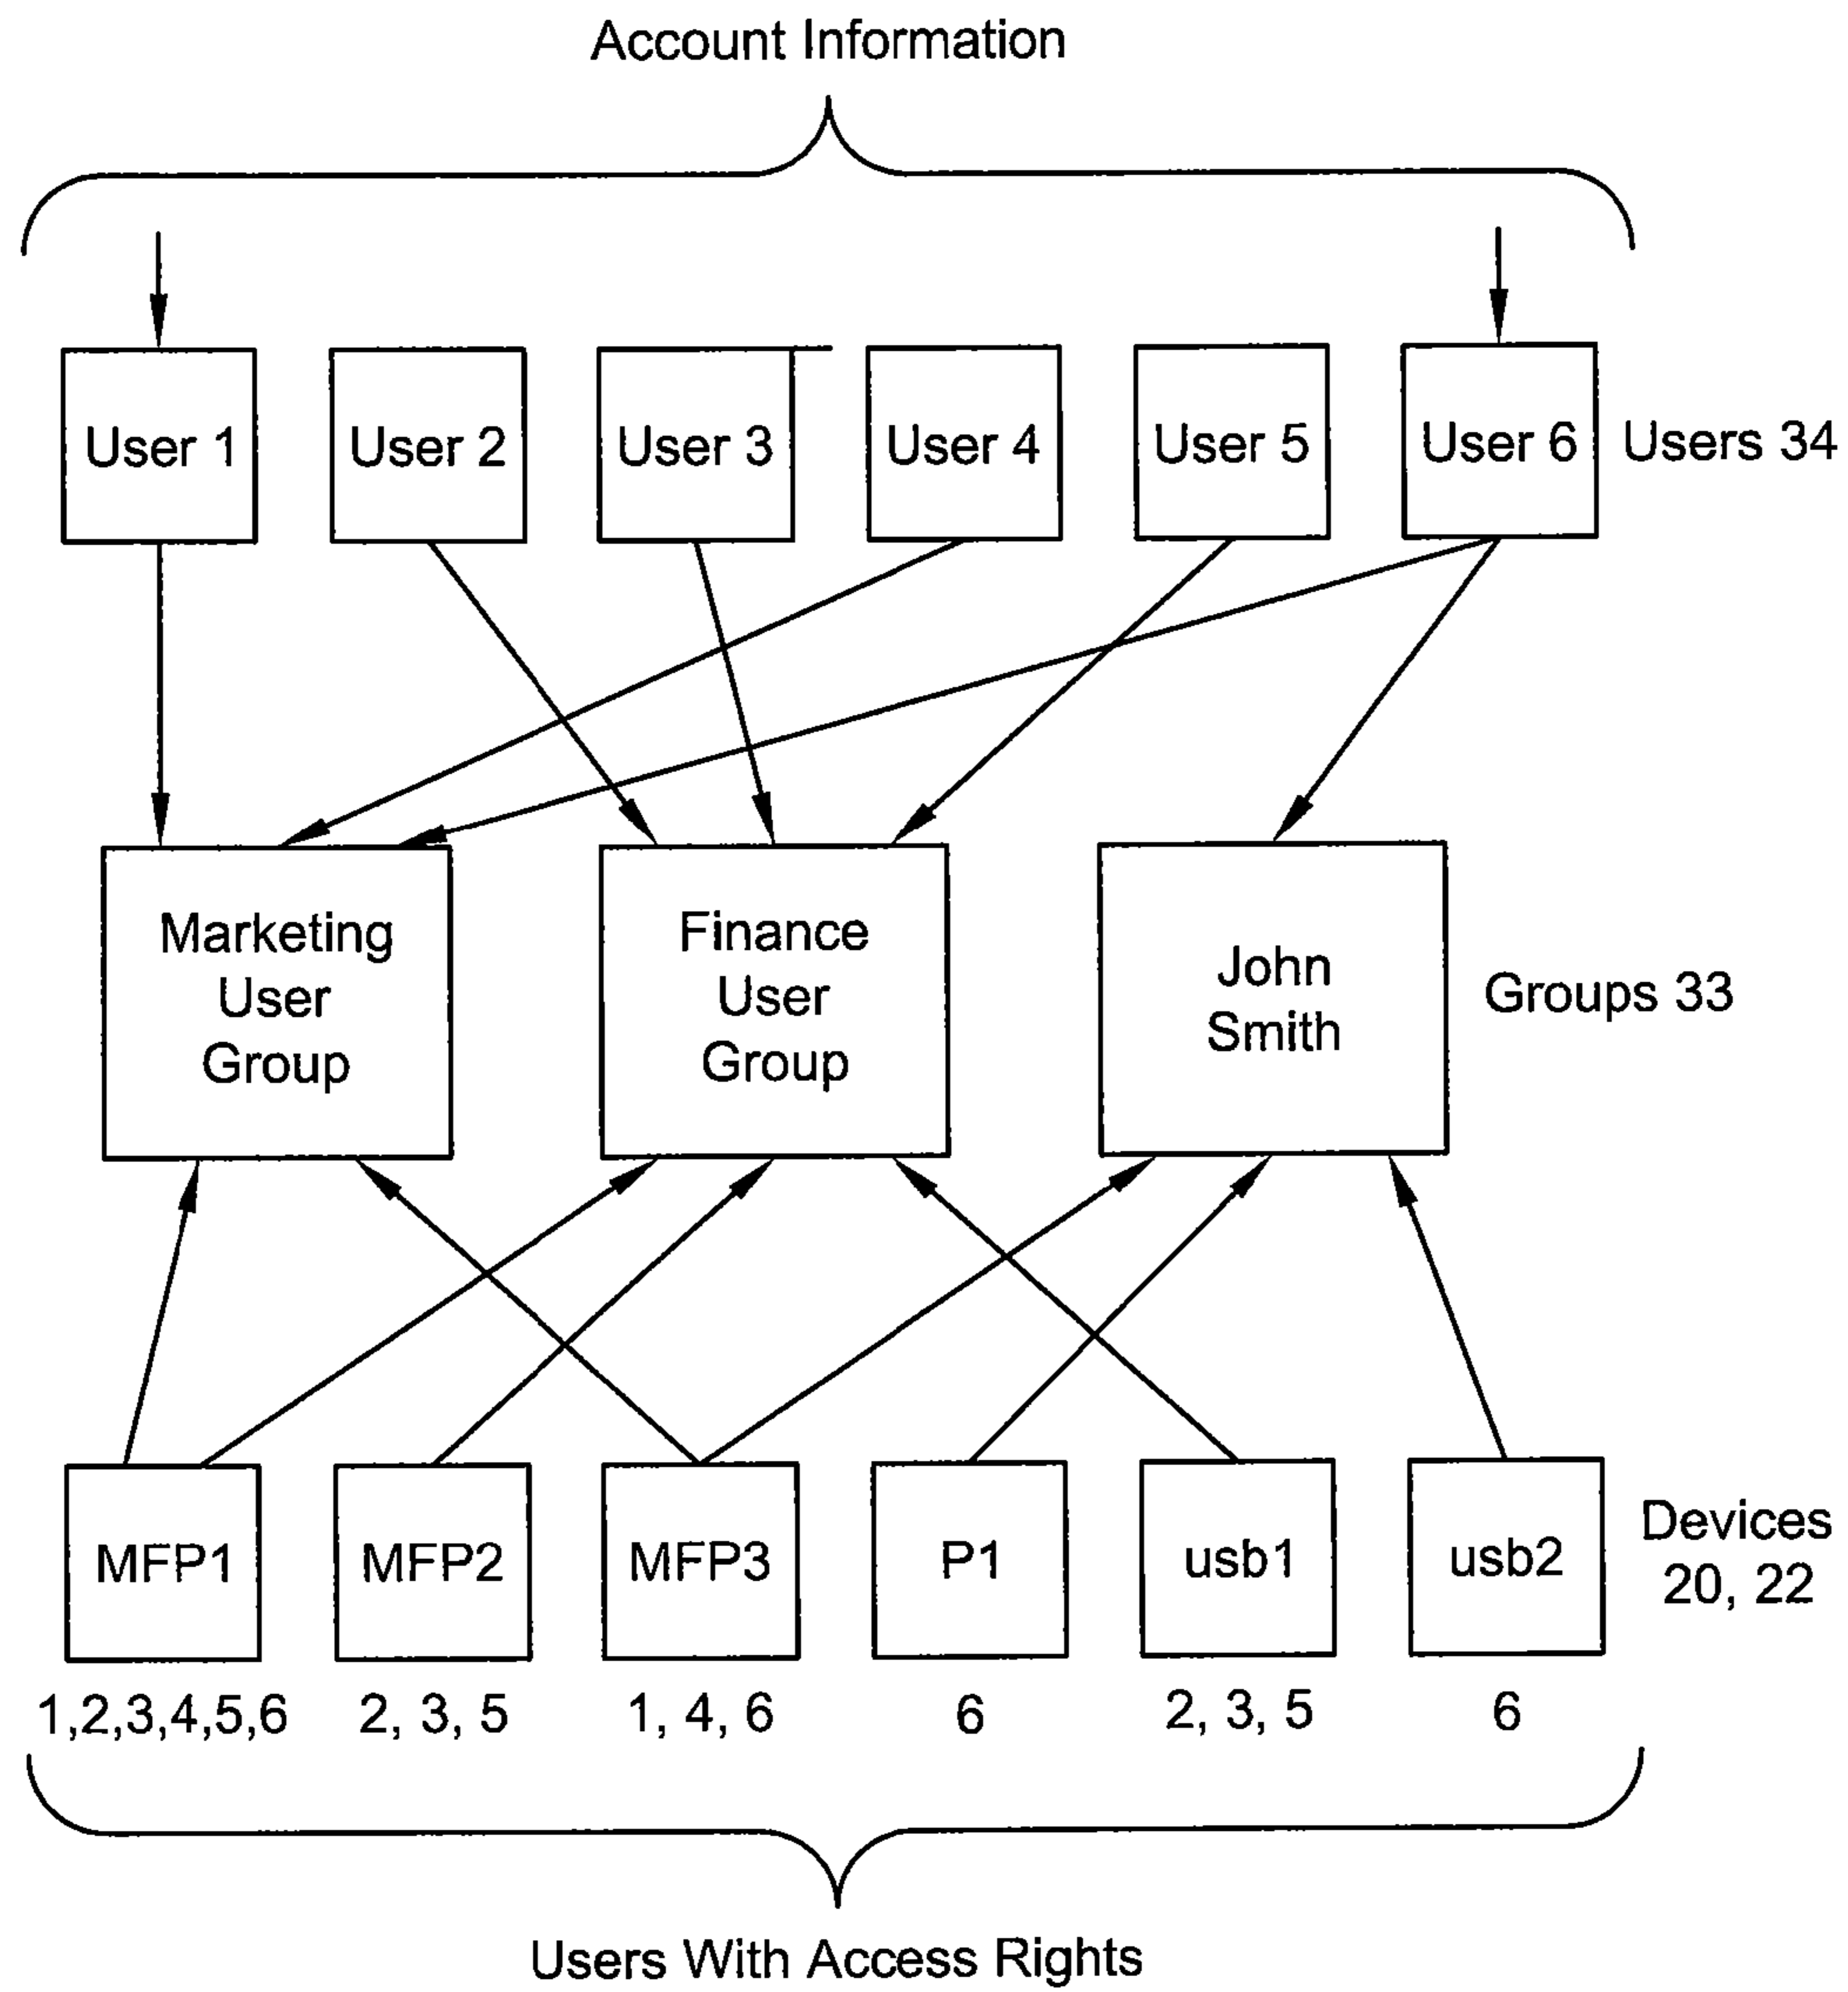 Account Information
User 1 User 2 User 3 User 4 User 5 User 6 Users 34
Marketing
User
Group
Finance
User
Group
John
Smith
Groups 33
MFP1 MFP2 MFP3 P1 usb1 usb2
Devices
20, 22
1,2,3,4,5,6 2, 3, 5 1, 4, 6 6 2, 3, 5 6
Users With Access Rights